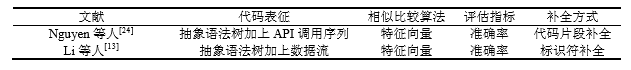 文献 代码表征 相似比较算法 评估指标 补全方式
Nguyen 等人[24] 抽象语法树加上 API 调用序列 特征向量 准确率 代码片段补全
Li 等人[13] 抽象语法树加上数据流 特征向量 准确率 标识符补全